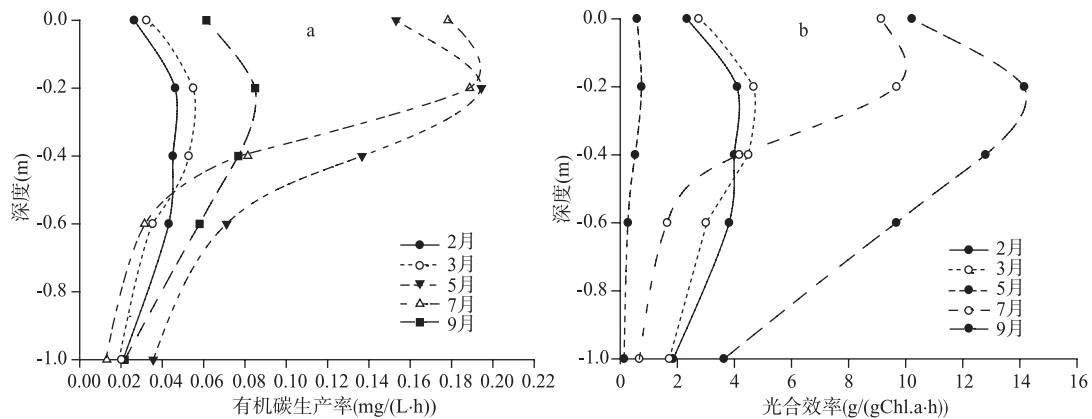 a
0.0
-0.2
-0.4
-0.6
-0.8
-1.0
深度(m)
0.00 0.02 0.04 0.06 0.08 0.10 0.12 0.14 0.16 0.18 0.20 0.22
有机碳生产率(mg/(L·h))
2月
3月
5月
7月
9月
b
0.0
-0.2
-0.4
-0.6
-0.8
-1.0
深度(m)
0 2 4 6 8 10 12 14 16
光合效率(g/(gChl.a·h))
2月
3月
5月
7月
9月